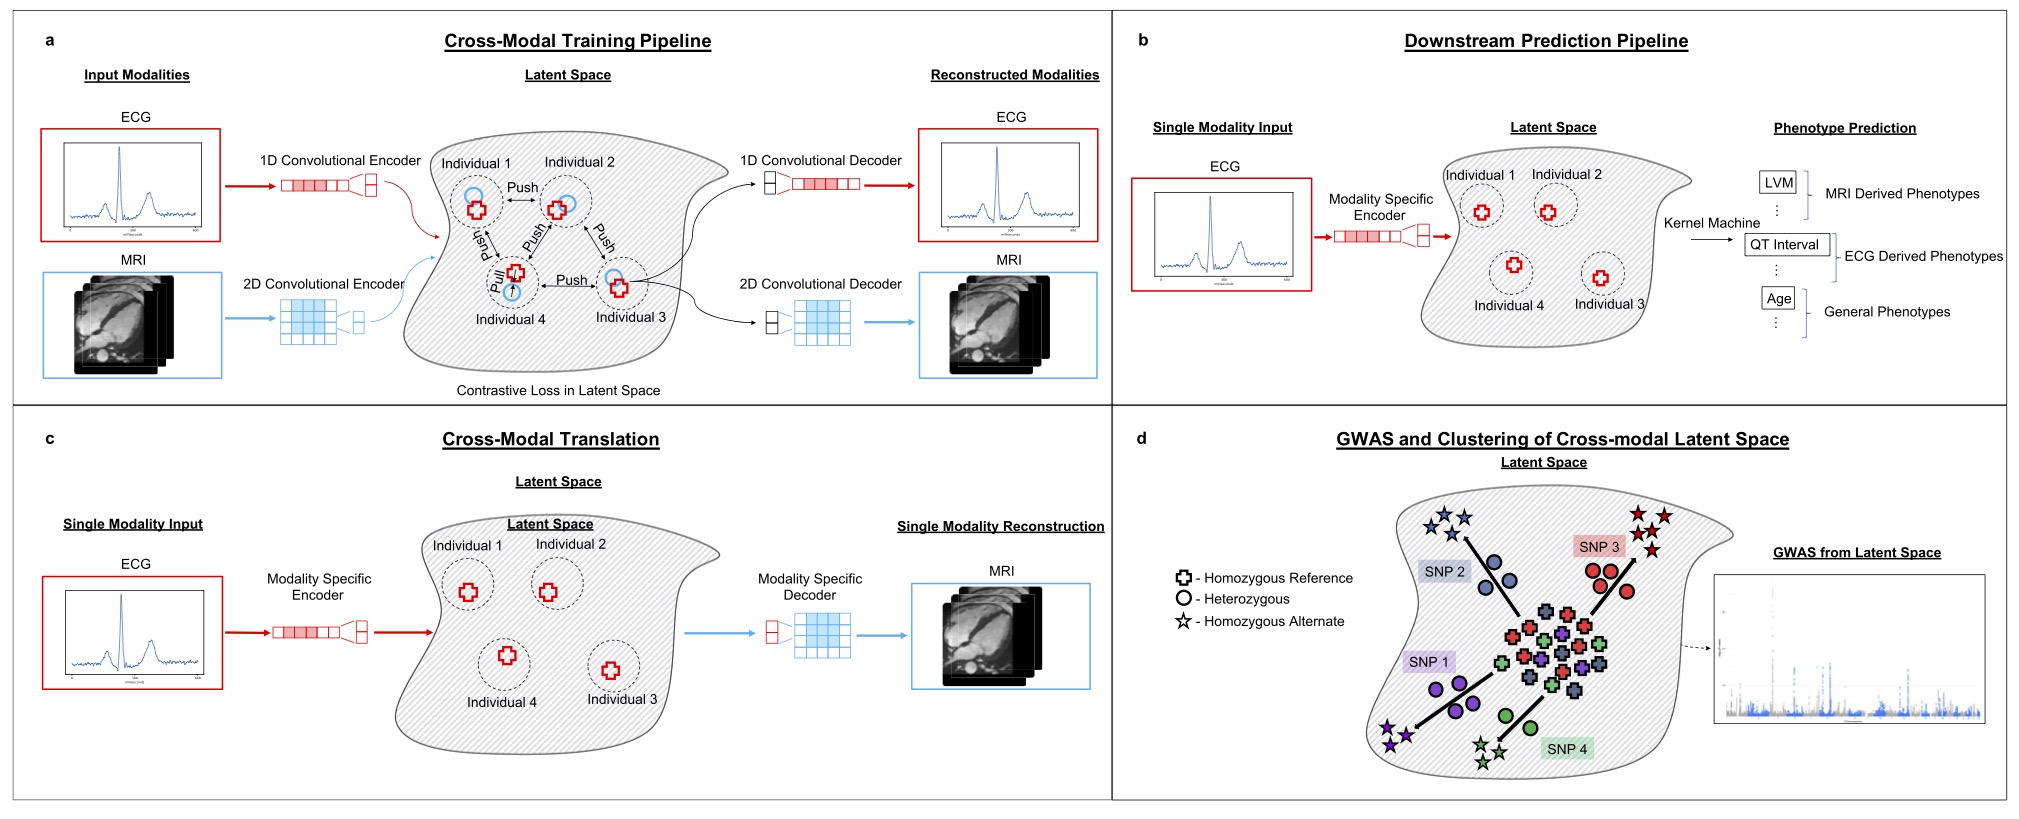 a
Cross-Modal Training Pipeline
Input Modalities
Latent Space
Reconstructed Modalities
ECG
ECG
1D Convolutional Encoder
1D Convolutional Decoder
Individual 1
Individual 2
Push
Push
Push
Push
Pull
Push
MRI
MRI
2D Convolutional Encoder
2D Convolutional Decoder
Individual 4
Individual 3
Contrastive Loss in Latent Space
b
Downstream Prediction Pipeline
Single Modality Input
Latent Space
Phenotype Prediction
ECG
Modality Specific
Encoder
Individual 1
Individual 2
Individual 4
Individual 3
Kernel Machine
LVM
MRI Derived Phenotypes
QT Interval
ECG Derived Phenotypes
Age
General Phenotypes
c
Cross-Modal Translation
Latent Space
Single Modality Input
Latent Space
Single Modality Reconstruction
ECG
Modality Specific
Encoder
Individual 1
Individual 2
Individual 4
Individual 3
Modality Specific
Decoder
MRI
d
GWAS and Clustering of Cross-modal Latent Space
Latent Space
- Homozygous Reference
- Heterozygous
- Homozygous Alternate
SNP 2
SNP 3
SNP 1
SNP 4
GWAS from Latent Space